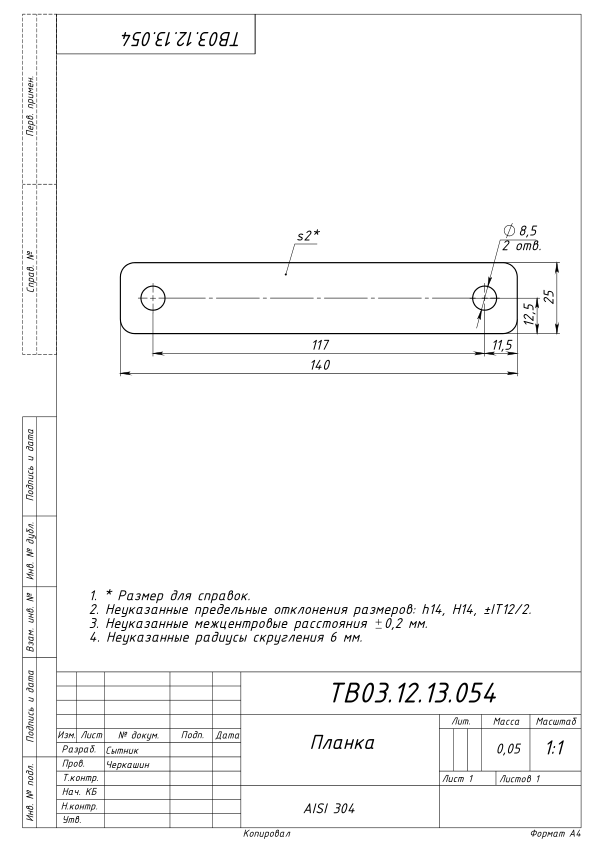 ТВ03.12.13.054
Перв. примен.
Справ. №
Подпись и дата
Инв. № дубл.
Взам. инв. №
Подпись и дата
Инв. № подл.
s2*
⌀ 8,5
2 отв.
25
12,5
117
11,5
140
1. * Размер для справок.
2. Неуказанные предельные отклонения размеров: h14, H14, ±IT12/2.
3. Неуказанные межцентровые расстояния ±0,2 мм.
4. Неуказанные радиусы скругления 6 мм.
ТВ03.12.13.054
Изм. Лист № докум. Подп. Дата
Разраб. Сытник
Пров. Черкашин
Т.контр.
Нач. КБ
Н.контр.
Утв.
Планка
Лит. Масса Масштаб
0,05 1:1
Лист 1 Листов 1
AISI 304
Копировал Формат А4